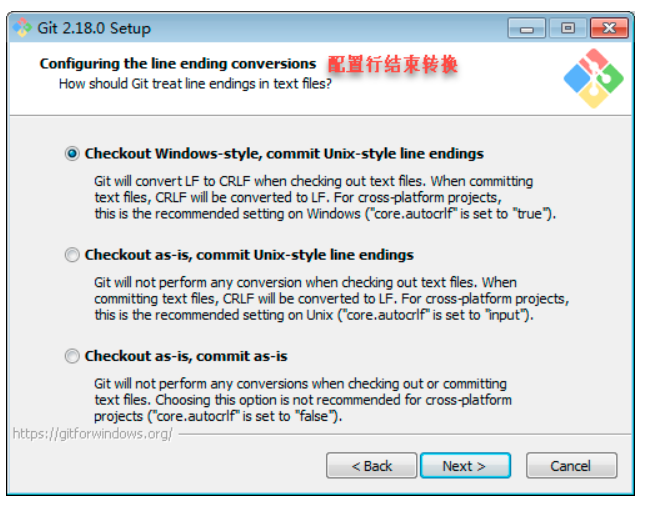 Git 2.18.0 Setup
Configuring the line ending conversions 配置行结束转换
How should Git treat line endings in text files?
Checkout Windows-style, commit Unix-style line endings
Git will convert LF to CRLF when checking out text files. When committing
text files, CRLF will be converted to LF. For cross-platform projects,
this is the recommended setting on Windows ("core.autocrlf" is set to "true").
Checkout as-is, commit Unix-style line endings
Git will not perform any conversion when checking out text files. When
committing text files, CRLF will be converted to LF. For cross-platform projects,
this is the recommended setting on Unix ("core.autocrlf" is set to "input").
Checkout as-is, commit as-is
Git will not perform any conversions when checking out or committing
text files. Choosing this option is not recommended for cross-platform
projects ("core.autocrlf" is set to "false").
https://gitforwindows.org/
< Back Next > Cancel